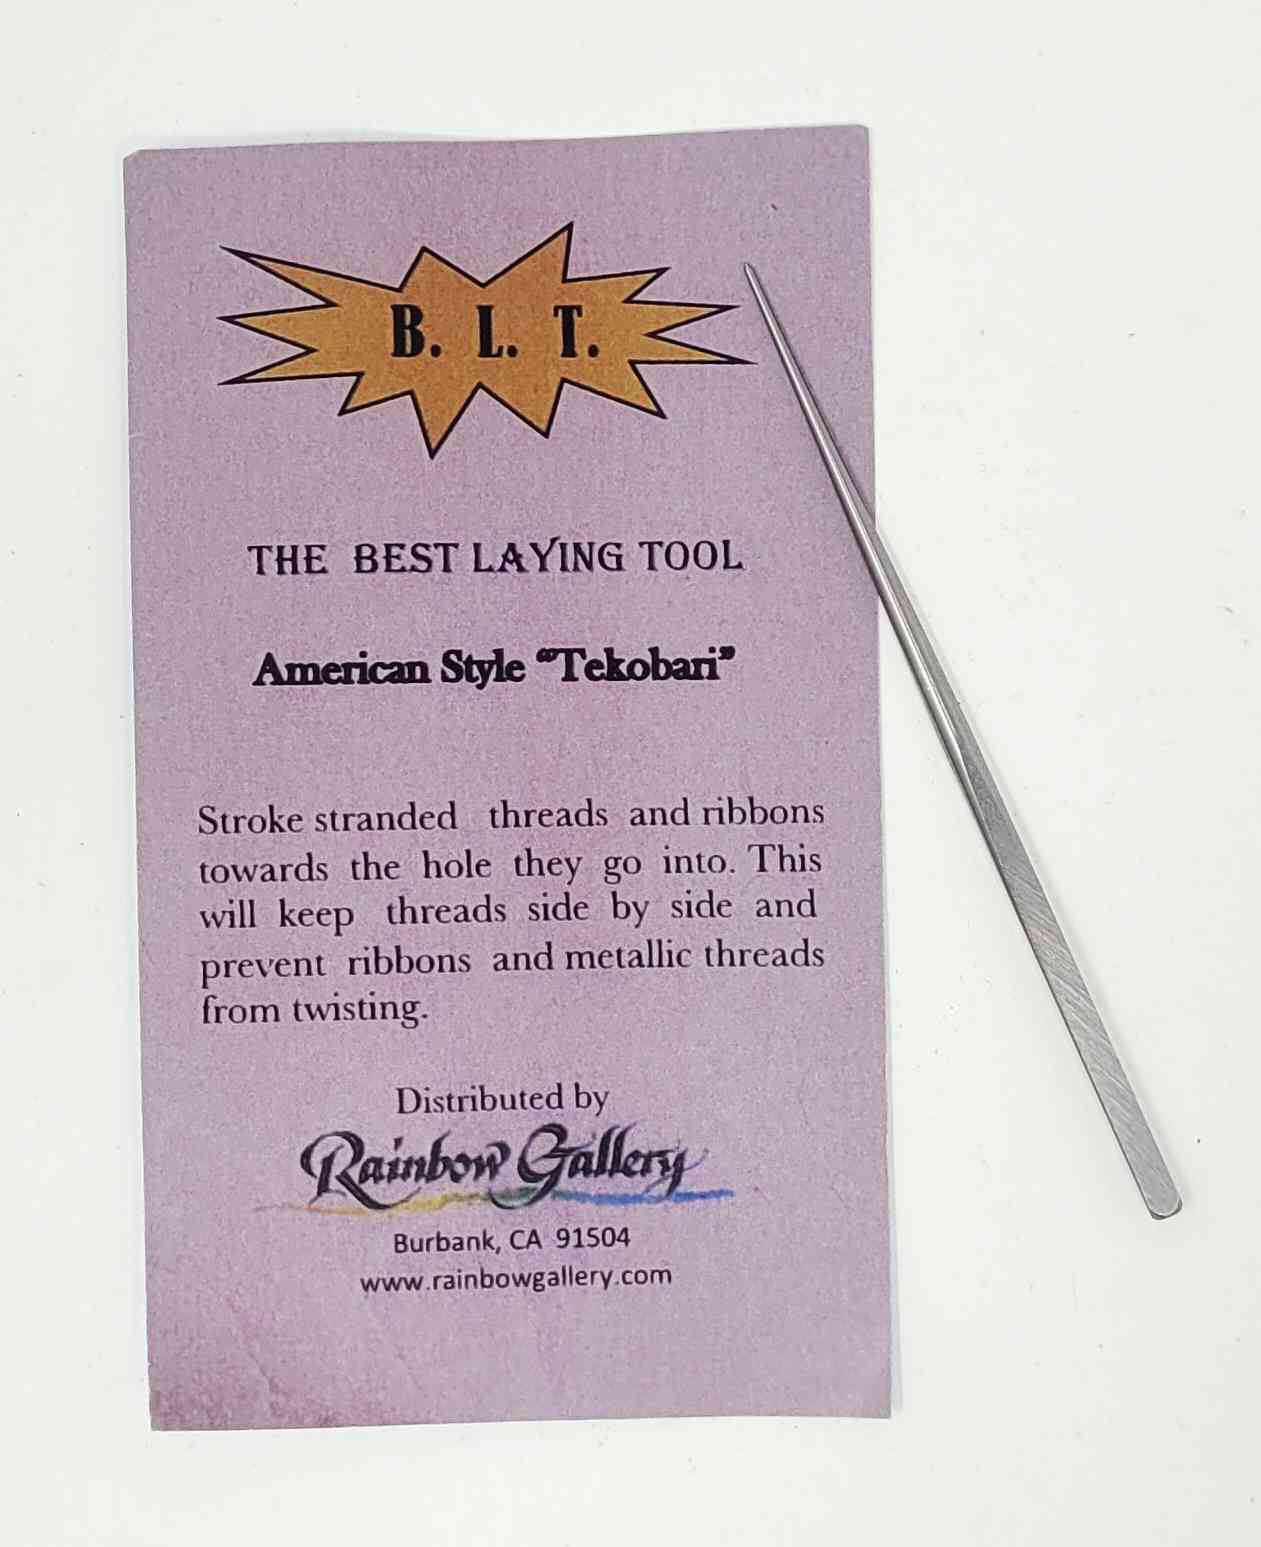 B. L. T.
THE BEST LAYING TOOL
American Style “Tekobari”
Stroke stranded threads and ribbons
towards the hole they go into. This
will keep threads side by side and
prevent ribbons and metallic threads
from twisting.
Distributed by
Rainbow Gallery
Burbank, CA 91504
www.rainbowgallery.com